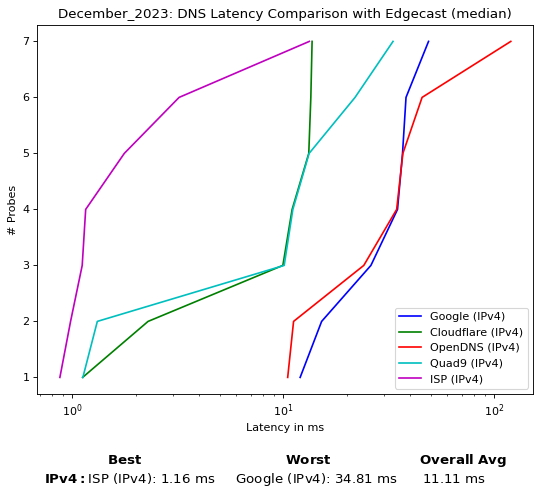 December_2023: DNS Latency Comparison with Edgecast (median)
7
6
5
4
3
2
1
# Probes
10⁰
10¹
10²
Latency in ms
Google (IPv4)
Cloudflare (IPv4)
OpenDNS (IPv4)
Quad9 (IPv4)
ISP (IPv4)
Best Worst Overall Avg
IPv4: ISP (IPv4): 1.16 ms Google (IPv4): 34.81 ms 11.11 ms